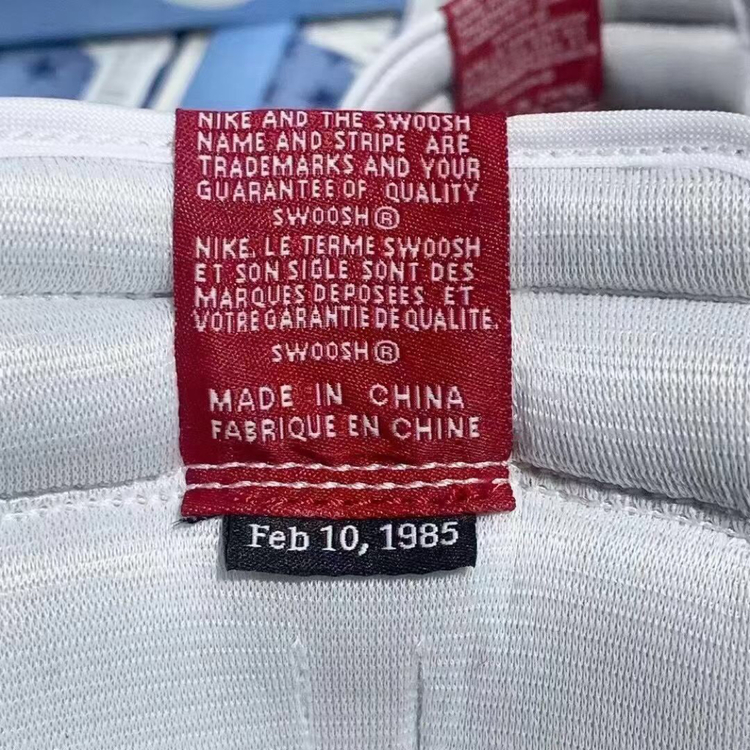 NIKE AND THE SWOOSH
NAME AND STRIPE ARE
TRADEMARKS AND YOUR
GUARANTEE OF QUALITY
SWOOSH®
NIKE, LE TERME SWOOSH
ET SON SIGLE SONT DES
MARQUES DEPOSEES ET
VOTRE GARANTIE DE QUALITE.
SWOOSH®
MADE IN CHINA
FABRIQUE EN CHINE
Feb 10, 1985